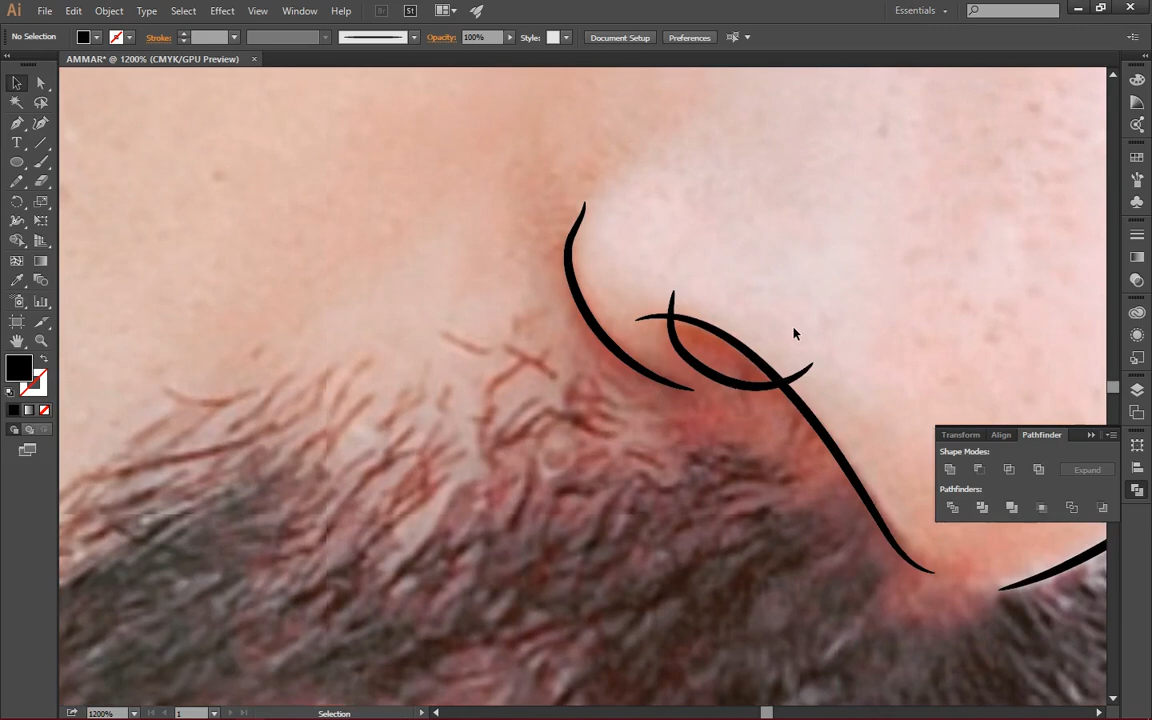 Ai File Edit Object Type Select Effect View Window Help Br St Essentials
No Selection Stroke: Opacity: 100% Style: Document Setup Preferences
AMMAR* @ 1200% (CMYK/GPU Preview) ×
Transform Align Pathfinder
Shape Modes:
Expand
Pathfinders:
1200% 1 Selection